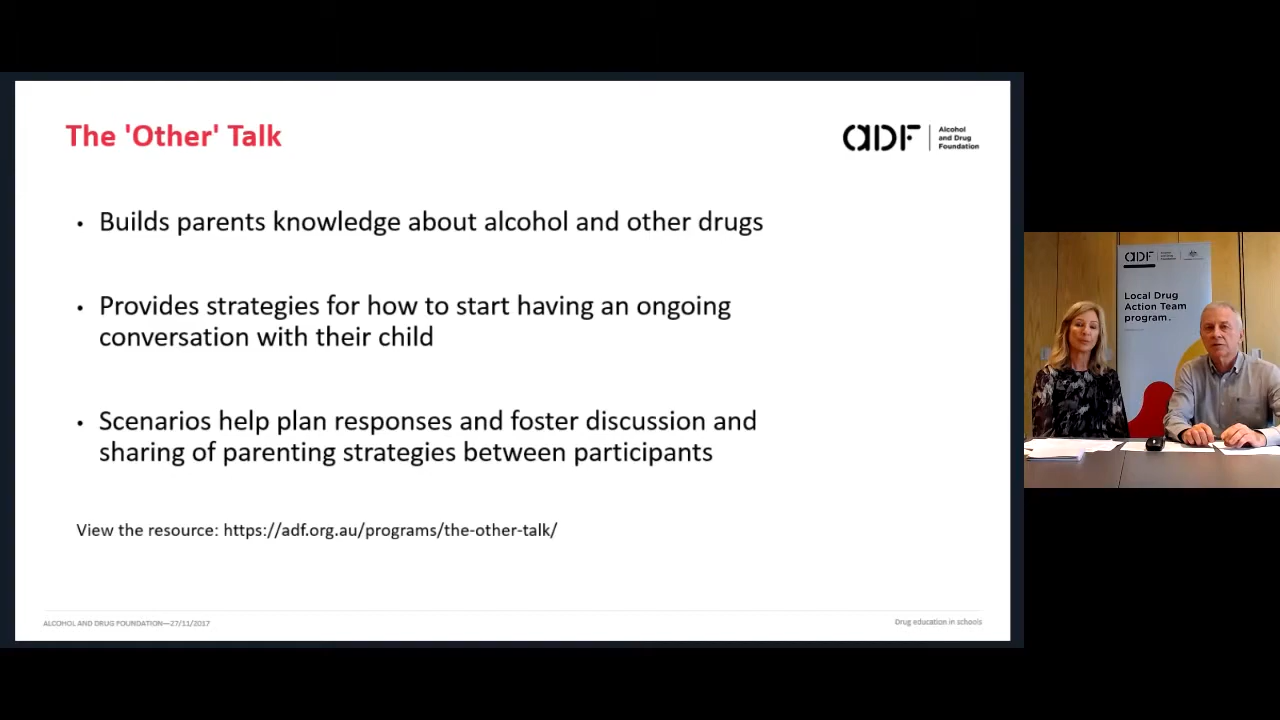 The 'Other' Talk
ADF
Alcohol
and Drug
Foundation
• Builds parents knowledge about alcohol and other drugs
• Provides strategies for how to start having an ongoing
conversation with their child
• Scenarios help plan responses and foster discussion and
sharing of parenting strategies between participants
View the resource: https://adf.org.au/programs/the-other-talk/
ALCOHOL AND DRUG FOUNDATION—27/11/2017
Drug education in schools
ADF
Local Drug
Action Team
program.